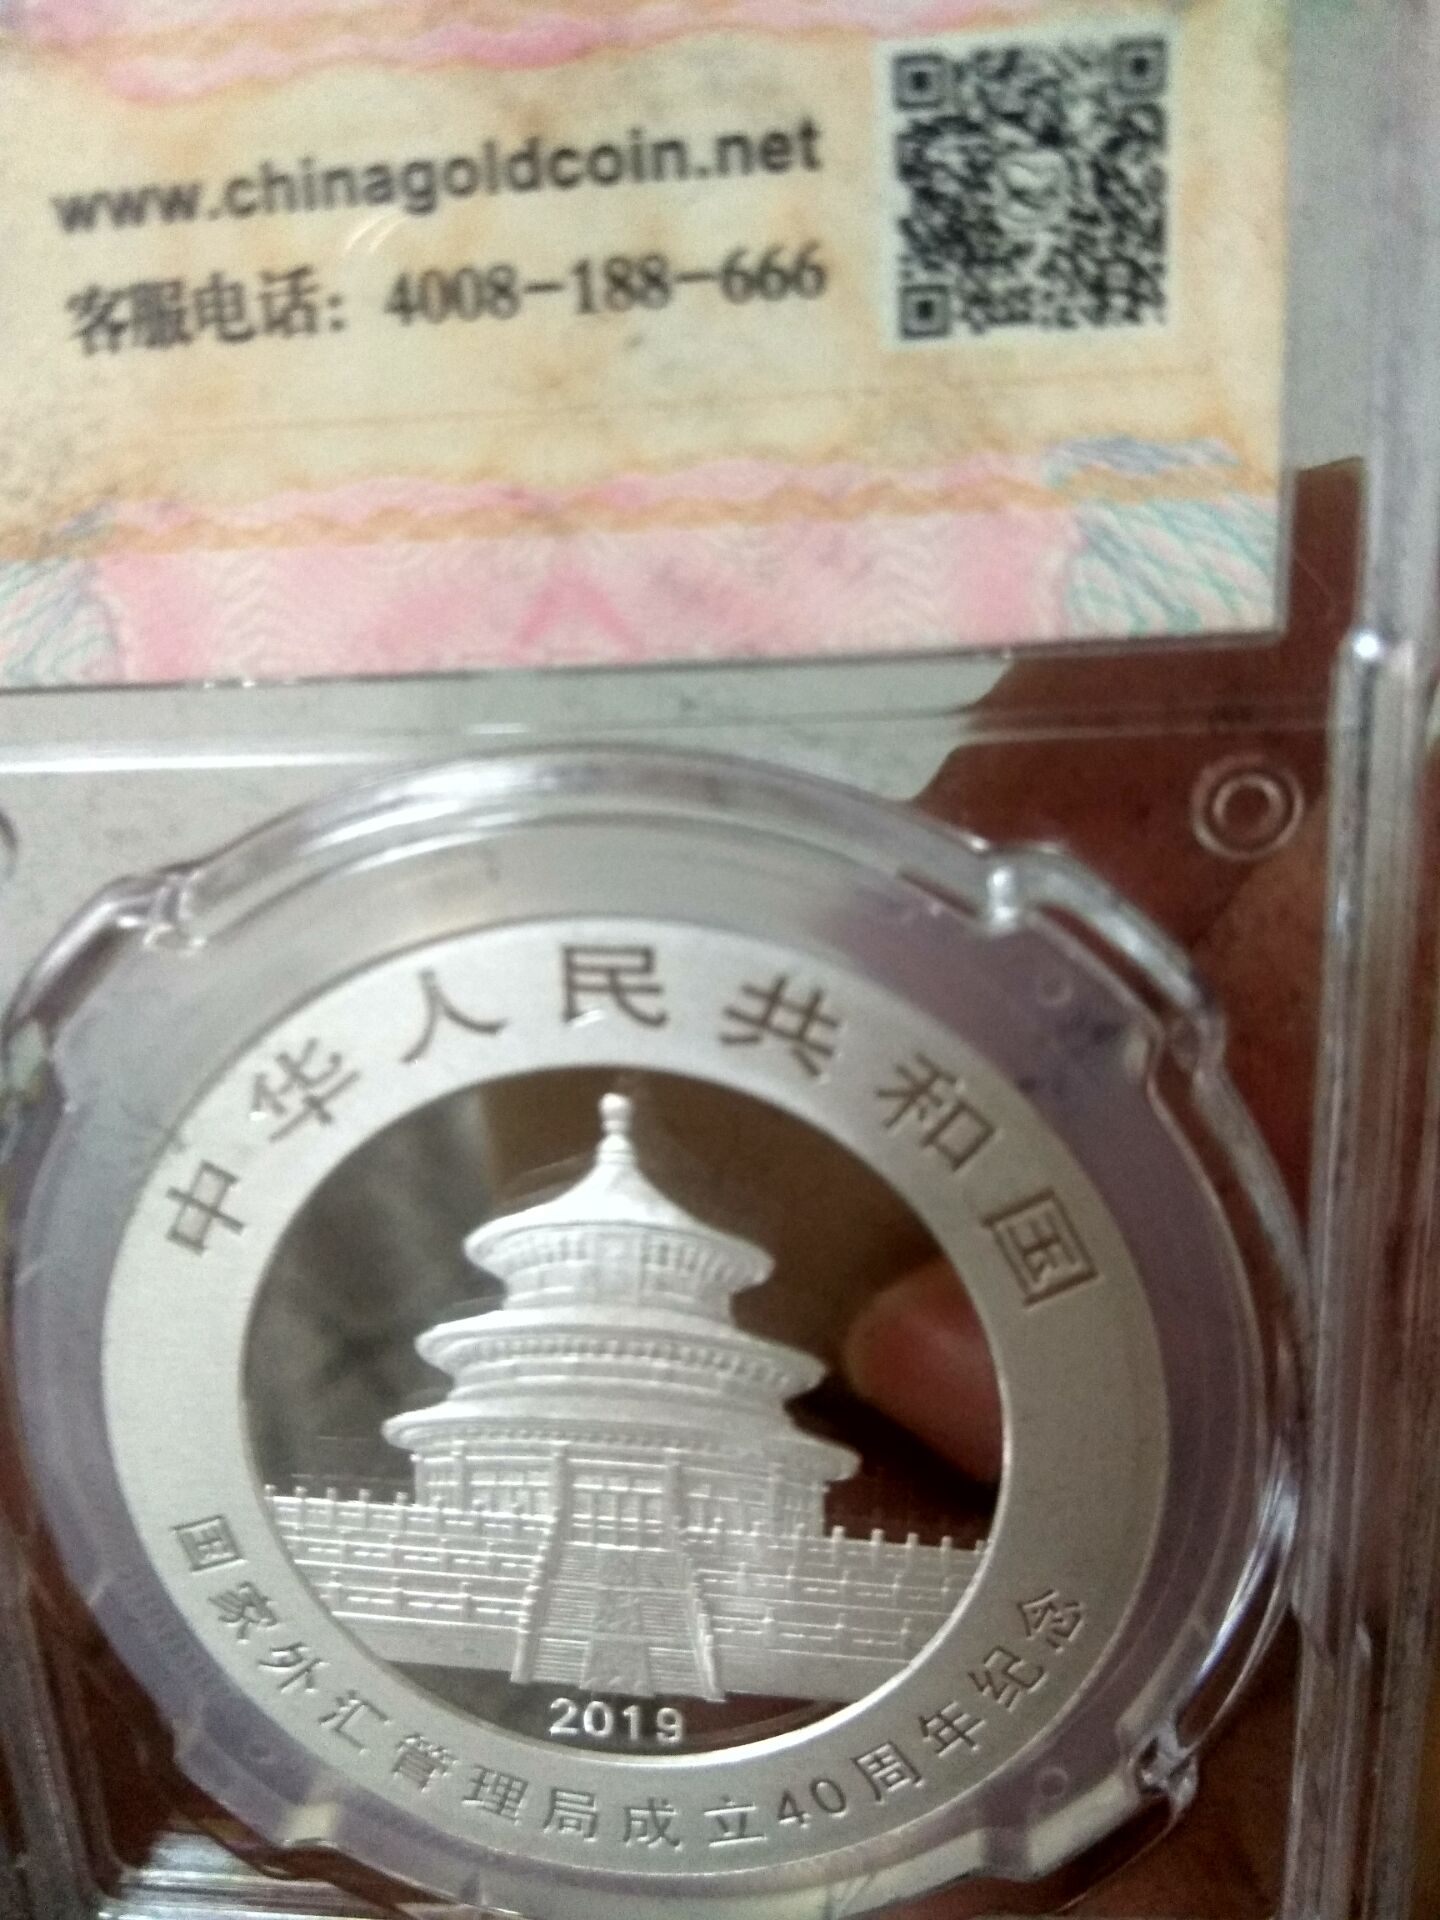 www.chinagoldcoin.net
客服电话：4008-188-666
中华人民共和国
2019
国家外汇管理局成立40周年纪念